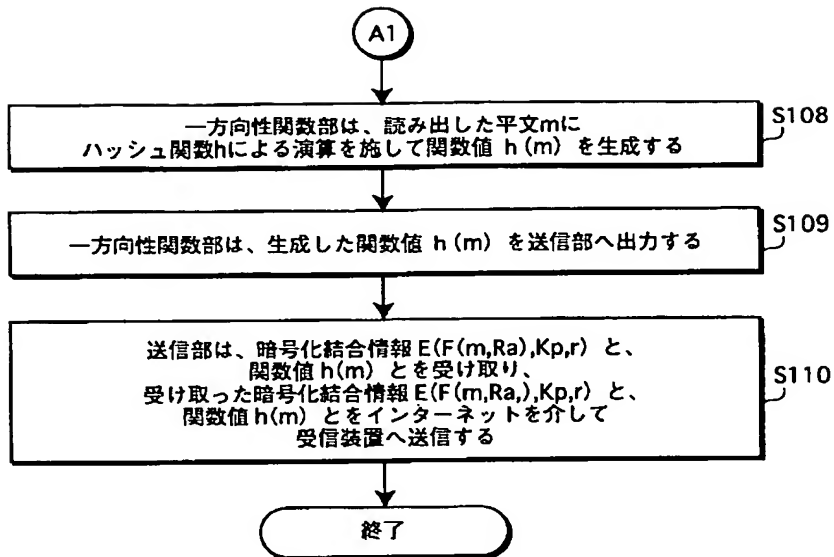 A1
一方向性関数部は、読み出した平文mに
ハッシュ関数hによる演算を施して関数値 h(m) を生成する
S108
一方向性関数部は、生成した関数値 h(m) を送信部へ出力する
S109
送信部は、暗号化結合情報 E(F(m,Ra),Kp,r) と、
関数値 h(m) とを受け取り、
受け取った暗号化結合情報 E(F(m,Ra,),Kp,r) と、
関数値 h(m) とをインターネットを介して
受信装置へ送信する
S110
終了